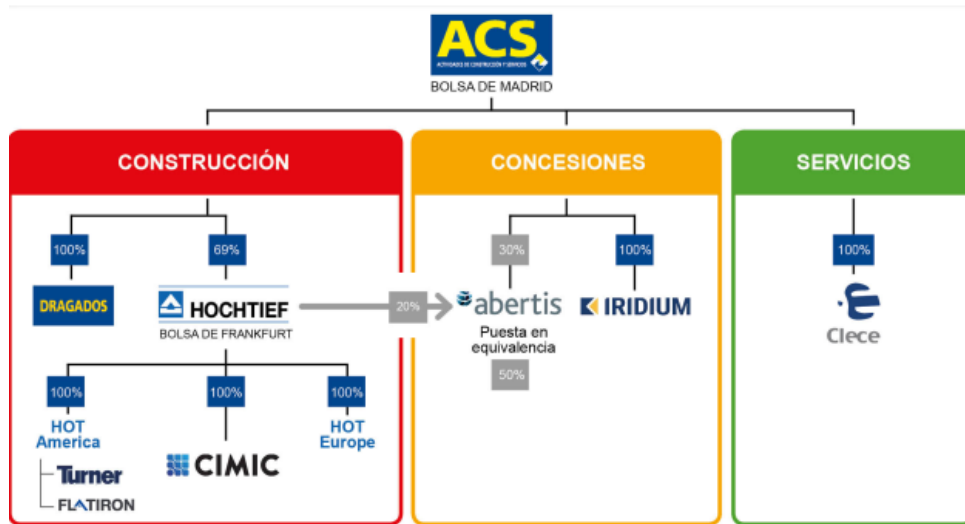 ACS
ACTIVIDADES DE CONSTRUCCIÓN Y SERVICIOS
BOLSA DE MADRID
CONSTRUCCIÓN
CONCESIONES
SERVICIOS
100%
69%
30%
100%
100%
DRAGADOS
HOCHTIEF
BOLSA DE FRANKFURT
20%
abertis
Puesta en
equivalencia
50%
IRIDIUM
Clece
100%
100%
100%
HOT
America
Turner
FLATIRON
CIMIC
HOT
Europe